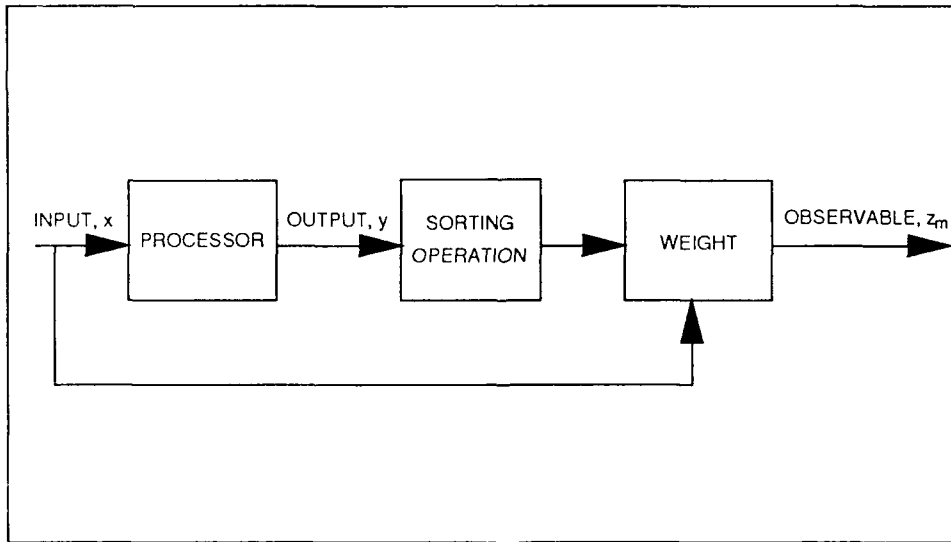 INPUT, x
PROCESSOR
OUTPUT, y
SORTING
OPERATION
WEIGHT
OBSERVABLE, zm